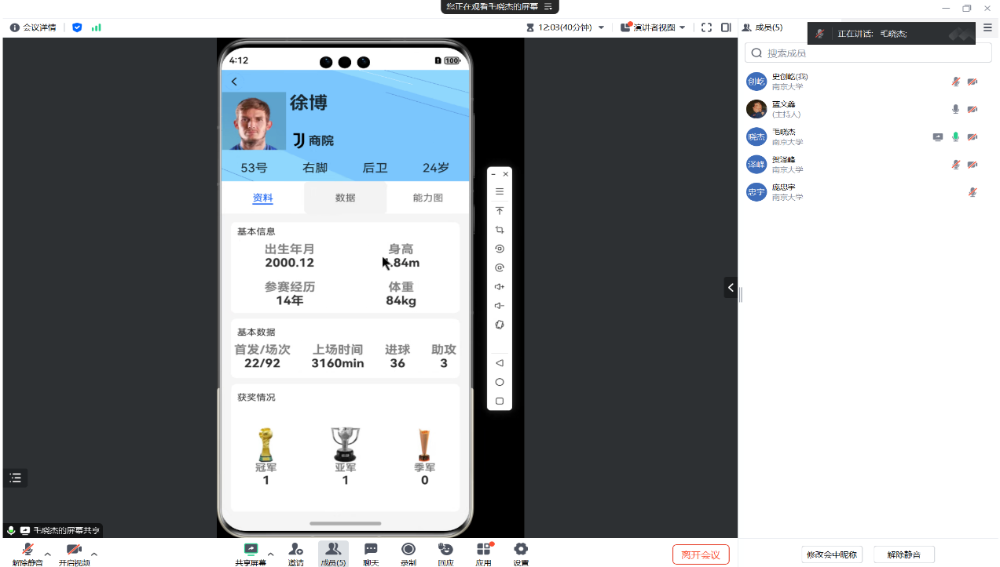 您正在观看毛晓杰的屏幕
会议详情
12:03(40分钟)
演讲者视图
成员(5)
正在讲话: 毛晓杰;
搜索成员
创屹
史创屹(我)
南京大学
蓝义鑫
(主持人)
晓杰
毛晓杰
南京大学
泽峰
贺泽峰
南京大学
忠宇
庞忠宇
南京大学
4:12
100
徐博
商院
53号 右脚 后卫 24岁
资料 数据 能力图
基本信息
出生年月 身高
2000.12 .84m
参赛经历 体重
14年 84kg
基本数据
首发/场次 上场时间 进球 助攻
22/92 3160min 36 3
获奖情况
冠军 亚军 季军
1 1 0
毛晓杰的屏幕共享
解除静音 开启视频 共享屏幕 邀请 成员(5) 聊天 录制 回应 应用 设置 离开会议 修改会中昵称 解除静音